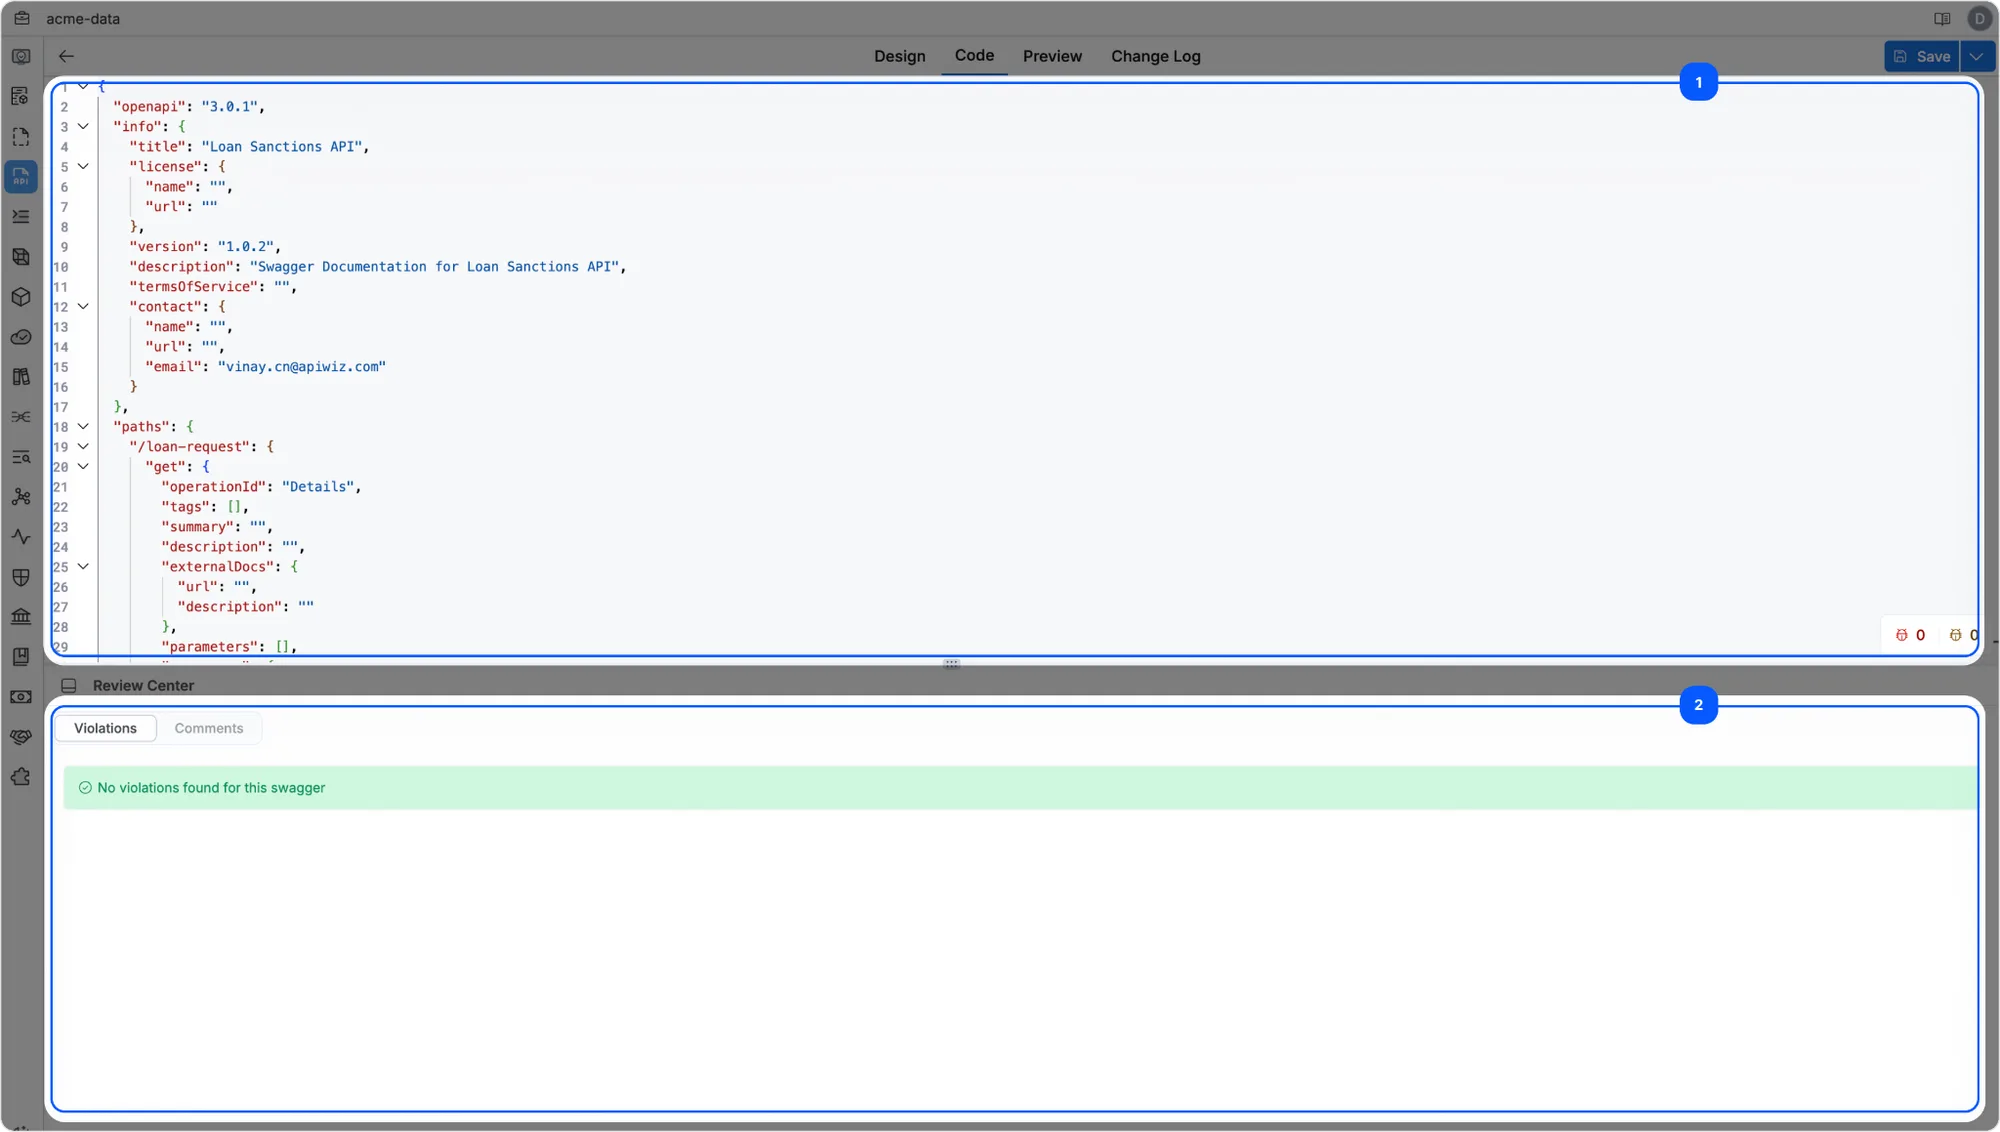 acme-data
D
Design Code Preview Change Log
Save
1
1 {
2 "openapi": "3.0.1",
3 "info": {
4 "title": "Loan Sanctions API",
5 "license": {
6 "name": "",
7 "url": ""
8 },
9 "version": "1.0.2",
10 "description": "Swagger Documentation for Loan Sanctions API",
11 "termsOfService": "",
12 "contact": {
13 "name": "",
14 "url": "",
15 "email": "vinay.cn@apiwiz.com"
16 }
17 },
18 "paths": {
19 "/loan-request": {
20 "get": {
21 "operationId": "Details",
22 "tags": [],
23 "summary": "",
24 "description": "",
25 "externalDocs": {
26 "url": "",
27 "description": ""
28 },
29 "parameters": [],
0 0
API
Review Center
2
Violations Comments
No violations found for this swagger